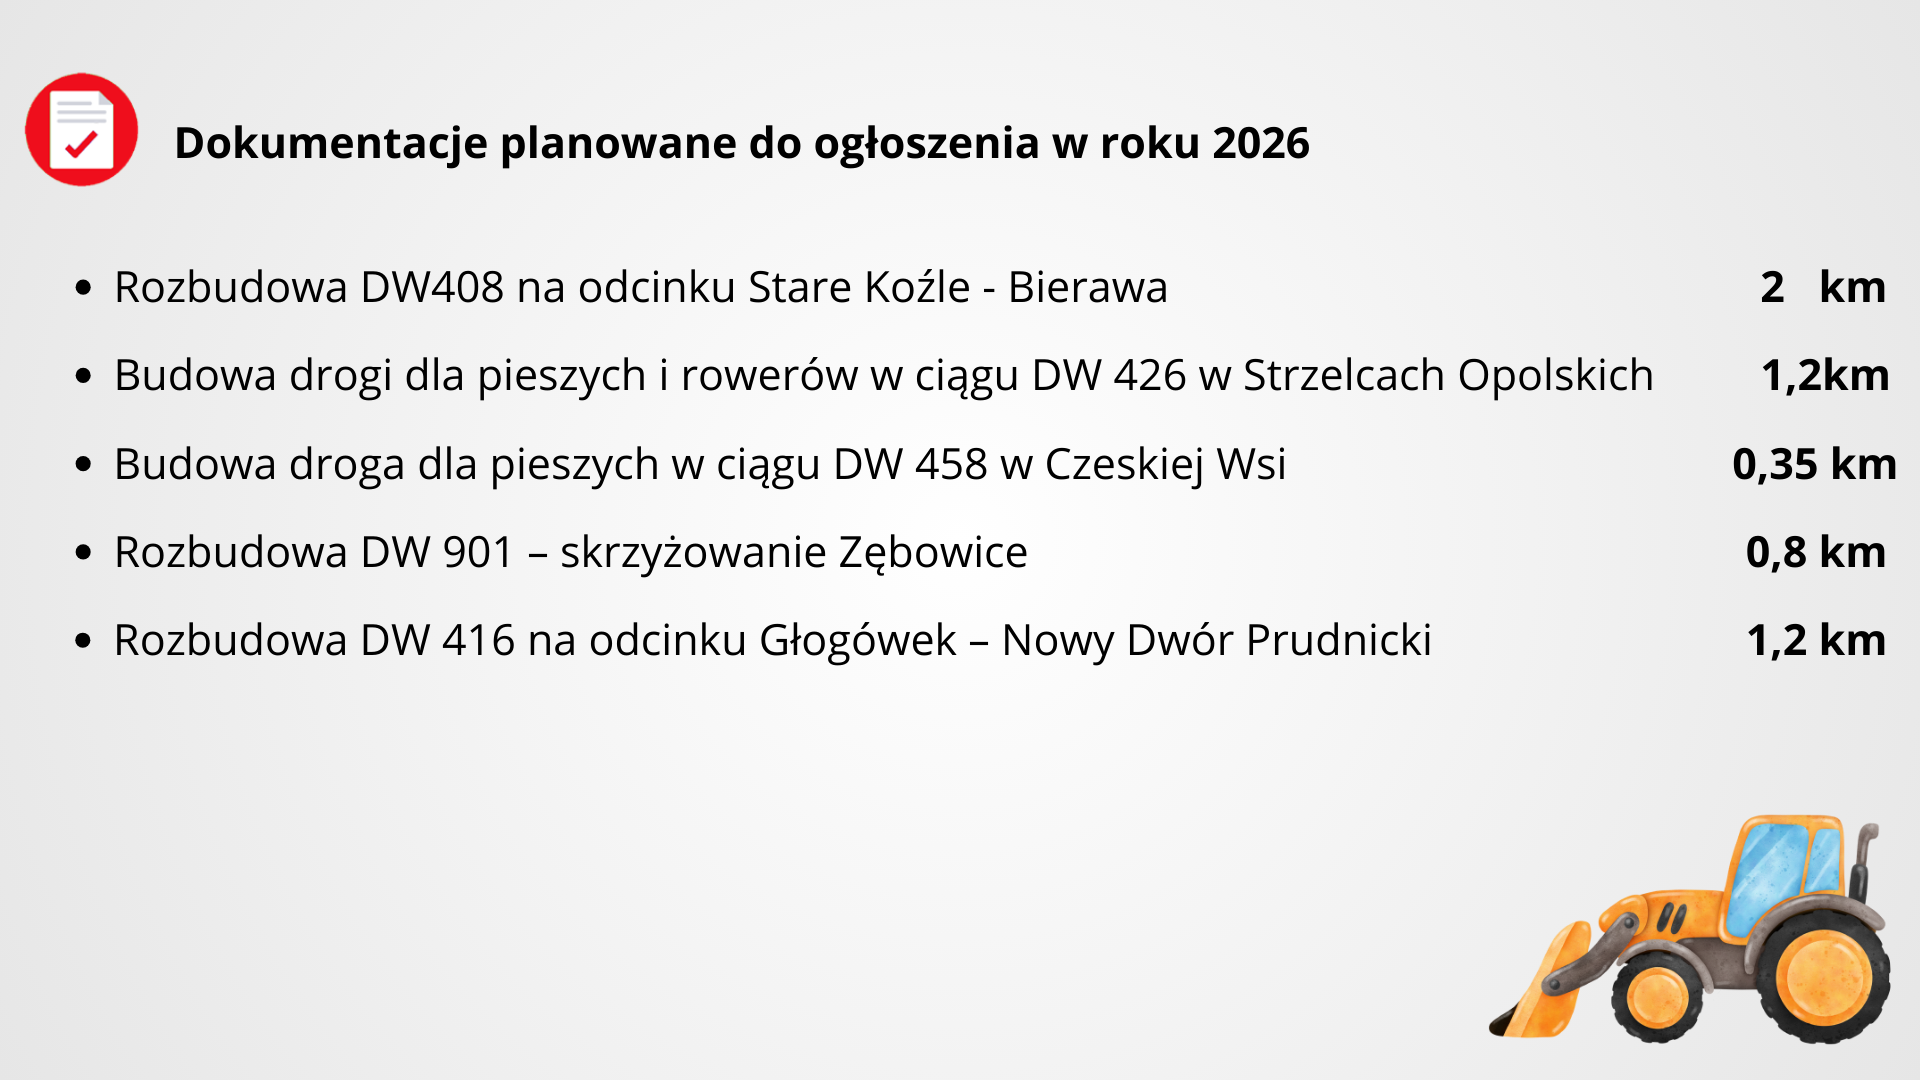 Dokumentacje planowane do ogłoszenia w roku 2026
• Rozbudowa DW408 na odcinku Stare Koźle - Bierawa 2 km
• Budowa drogi dla pieszych i rowerów w ciągu DW 426 w Strzelcach Opolskich 1,2km
• Budowa droga dla pieszych w ciągu DW 458 w Czeskiej Wsi 0,35 km
• Rozbudowa DW 901 – skrzyżowanie Zębowice 0,8 km
• Rozbudowa DW 416 na odcinku Głogówek – Nowy Dwór Prudnicki 1,2 km